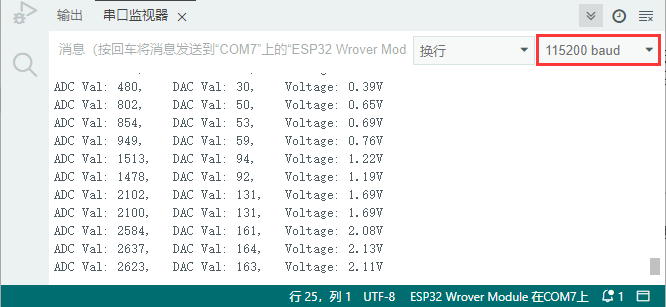 输出 串口监视器 ×
消息（按回车将消息发送到“COM7”上的“ESP32 Wrover Mod 换行 115200 baud
ADC Val: 480, DAC Val: 30, Voltage: 0.39V
ADC Val: 802, DAC Val: 50, Voltage: 0.65V
ADC Val: 854, DAC Val: 53, Voltage: 0.69V
ADC Val: 949, DAC Val: 59, Voltage: 0.76V
ADC Val: 1513, DAC Val: 94, Voltage: 1.22V
ADC Val: 1478, DAC Val: 92, Voltage: 1.19V
ADC Val: 2102, DAC Val: 131, Voltage: 1.69V
ADC Val: 2100, DAC Val: 131, Voltage: 1.69V
ADC Val: 2584, DAC Val: 161, Voltage: 2.08V
ADC Val: 2637, DAC Val: 164, Voltage: 2.13V
ADC Val: 2623, DAC Val: 163, Voltage: 2.11V
行 25，列 1 UTF-8 ESP32 Wrover Module 在COM7上 1